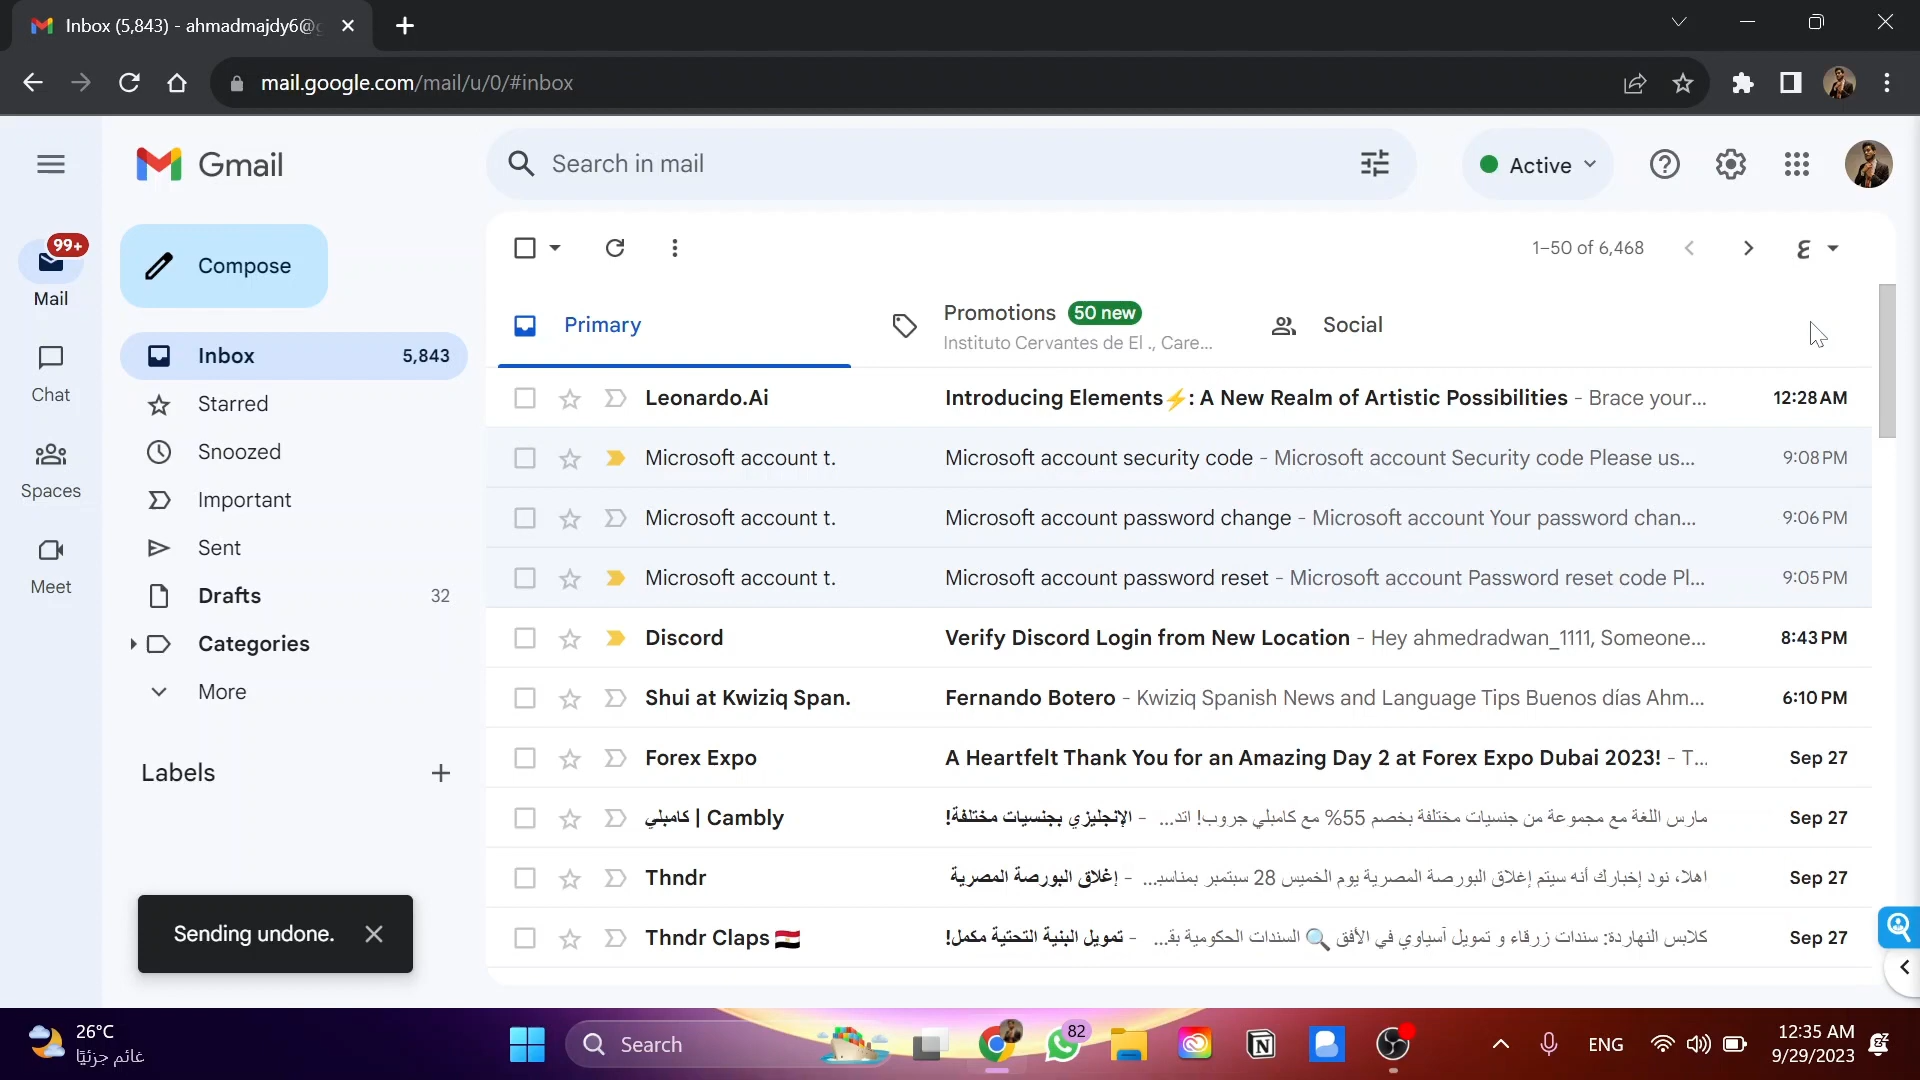 Inbox (5,843) - ahmadmajdy6@g
mail.google.com/mail/u/0/#inbox
Gmail
Search in mail
Active
99+
Mail
Compose
1–50 of 6,468
ع
Primary
Promotions 50 new
Instituto Cervantes de El ., Care...
Social
Inbox 5,843
Starred
Snoozed
Important
Sent
Drafts 32
Categories
More
Labels
Chat
Spaces
Meet
Leonardo.Ai Introducing Elements⚡: A New Realm of Artistic Possibilities - Brace your... 12:28 AM
Microsoft account t. Microsoft account security code - Microsoft account Security code Please us... 9:08 PM
Microsoft account t. Microsoft account password change - Microsoft account Your password chan... 9:06 PM
Microsoft account t. Microsoft account password reset - Microsoft account Password reset code Pl... 9:05 PM
Discord Verify Discord Login from New Location - Hey ahmedradwan_1111, Someone... 8:43 PM
Shui at Kwiziq Span. Fernando Botero - Kwiziq Spanish News and Language Tips Buenos días Ahm... 6:10 PM
Forex Expo A Heartfelt Thank You for an Amazing Day 2 at Forex Expo Dubai 2023! - T... Sep 27
كامبلي | Cambly الإنجليزي بجنسيات مختلفة! - مارس اللغة مع مجموعة من جنسيات مختلفة بخصم 55% مع كامبلي جروب! اتد... Sep 27
Thndr إغلاق البورصة المصرية - اهلا، نود إخبارك أنه سيتم إغلاق البورصة المصرية يوم الخميس 28 سبتمبر بمناسب... Sep 27
Thndr Claps 🇪🇬 تمويل البنية التحتية مكمل! - كلابس النهاردة: سندات زرقاء و تمويل آسياوي في الأفق 🔍 السندات الحكومية بق... Sep 27
Sending undone.
26°C
غائم جزئيًا
Search
82
ENG
12:35 AM
9/29/2023